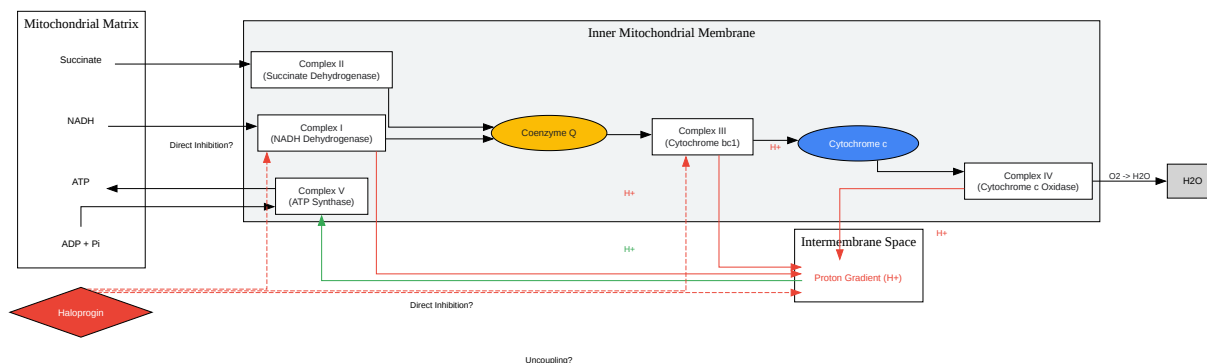 Mitochondrial Matrix
Succinate
NADH
ATP
ADP + Pi
Inner Mitochondrial Membrane
Complex II
(Succinate Dehydrogenase)
Direct Inhibition?
Complex I
(NADH Dehydrogenase)
Coenzyme Q
Complex III
(Cytochrome bc1)
H+
Cytochrome c
Complex V
(ATP Synthase)
H+
Complex IV
(Cytochrome c Oxidase)
O2 -> H2O
H2O
H+
H+
Intermembrane Space
Proton Gradient (H+)
Haloprogin
Direct Inhibition?
Uncoupling?